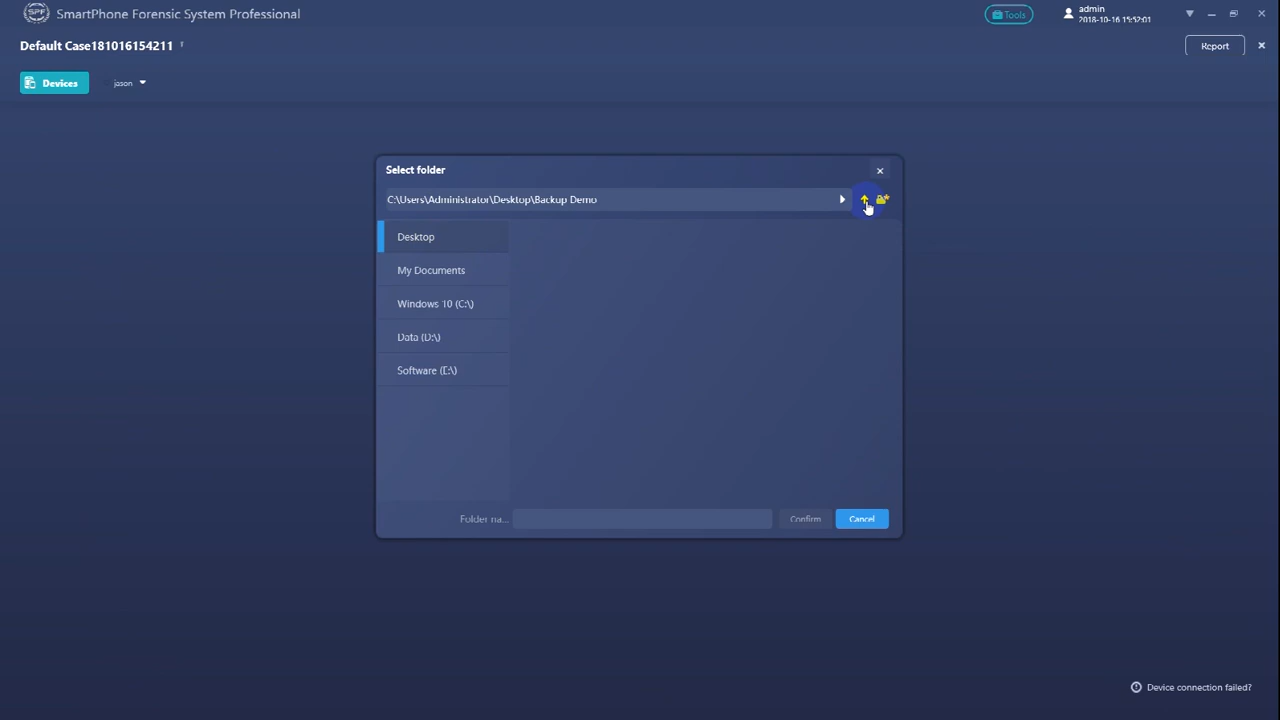 SPF SmartPhone Forensic System Professional
Tools
admin
2018-10-16 15:52:01
Default Case181016154211
Report
Devices
jason
Select folder
C:\Users\Administrator\Desktop\Backup Demo
Desktop
My Documents
Windows 10 (C:\)
Data (D:\)
Software (E:\)
Folder na...
Confirm
Cancel
Device connection failed?